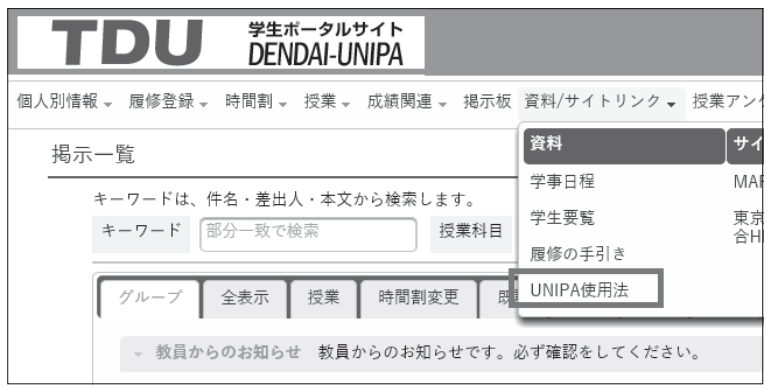 TDU 学生ポータルサイト
DENDAI-UNIPA
個人別情報 履修登録 時間割 授業 成績関連 掲示板 資料/サイトリンク 授業アン
掲示一覧
資料 サイ
学事日程 MA
キーワードは、件名・差出人・本文から検索します。
学生要覧 東京
合H
キーワード 部分一致で検索 授業科目
履修の手引き
UNIPA使用法
グループ 全表示 授業 時間割変更
教員からのお知らせ 教員からのお知らせです。必ず確認をしてください。